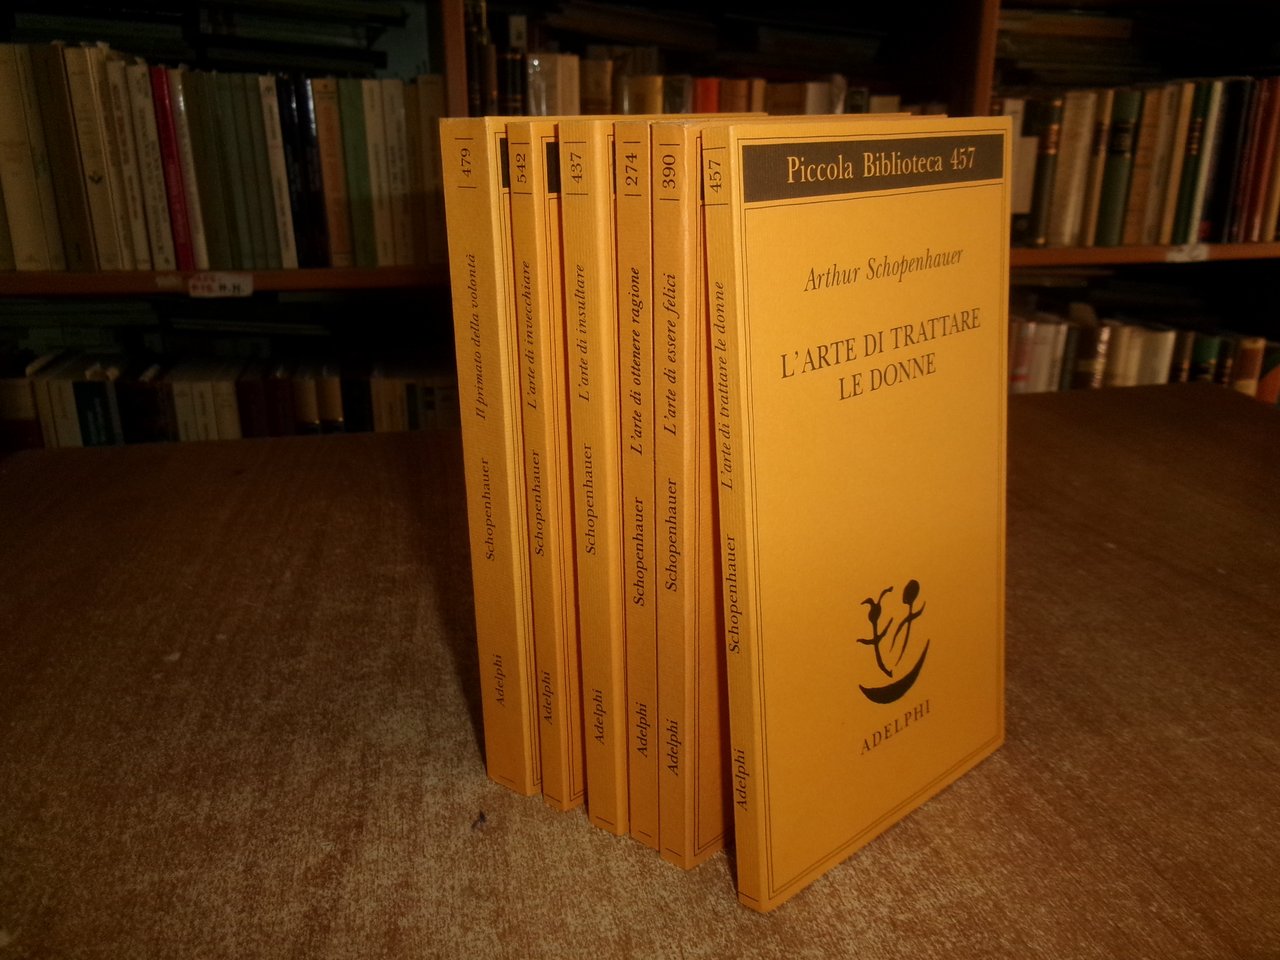 479
Il primato della volontà
Schopenhauer
Adelphi
542
L'arte di invecchiare
Schopenhauer
Adelphi
437
L'arte di insultare
Schopenhauer
Adelphi
274
L'arte di ottenere ragione
Schopenhauer
Adelphi
390
L'arte di essere felici
Schopenhauer
Adelphi
457
L'arte di trattare le donne
Schopenhauer
Adelphi
Piccola Biblioteca 457
Arthur Schopenhauer
L'ARTE DI TRATTARE
LE DONNE
ADELPHI